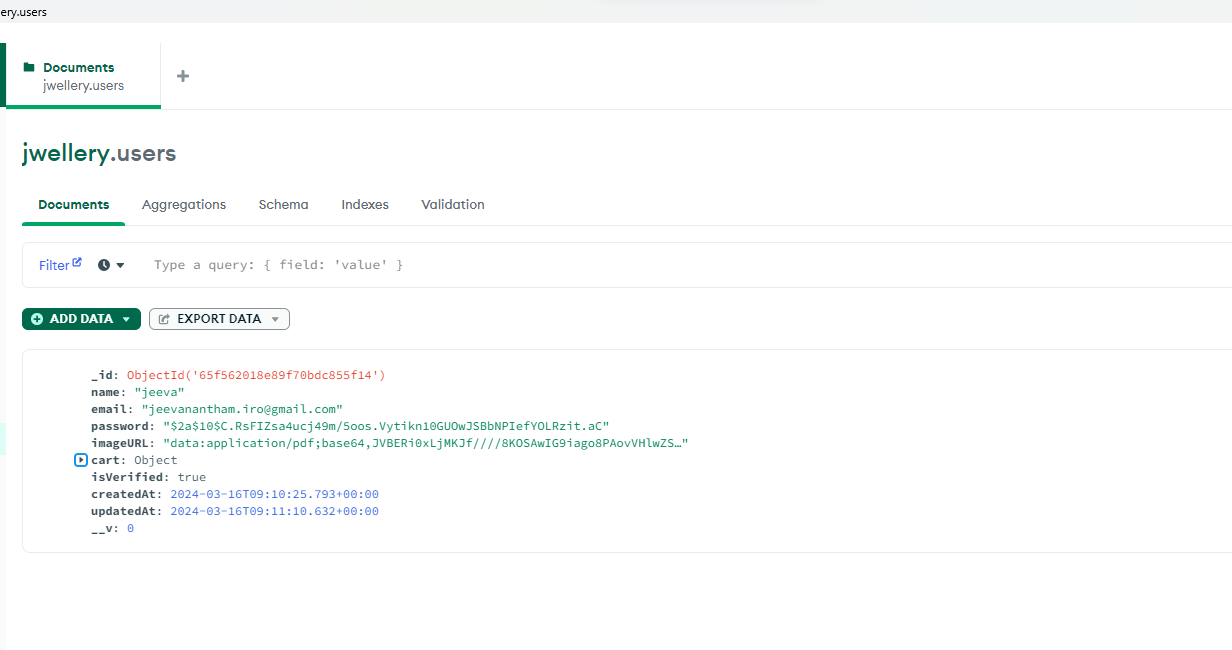 ery.users
Documents
jwellery.users
jwellery.users
Documents Aggregations Schema Indexes Validation
Filter Type a query: { field: 'value' }
ADD DATA EXPORT DATA
_id: ObjectId('65f562018e89f70bdc855f14')
name: "jeeva"
email: "jeevanantham.iro@gmail.com"
password: "$2a$10$C.RsFIZsa4ucj49m/5oos.Vytikn10GUOwJSBbNPIefYOLRzit.aC"
imageURL: "data:application/pdf;base64,JVBERi0xLjMKJf////8KOSAwIG9iago8PAovVHlwZS…"
cart: Object
isVerified: true
createdAt: 2024-03-16T09:10:25.793+00:00
updatedAt: 2024-03-16T09:11:10.632+00:00
__v: 0